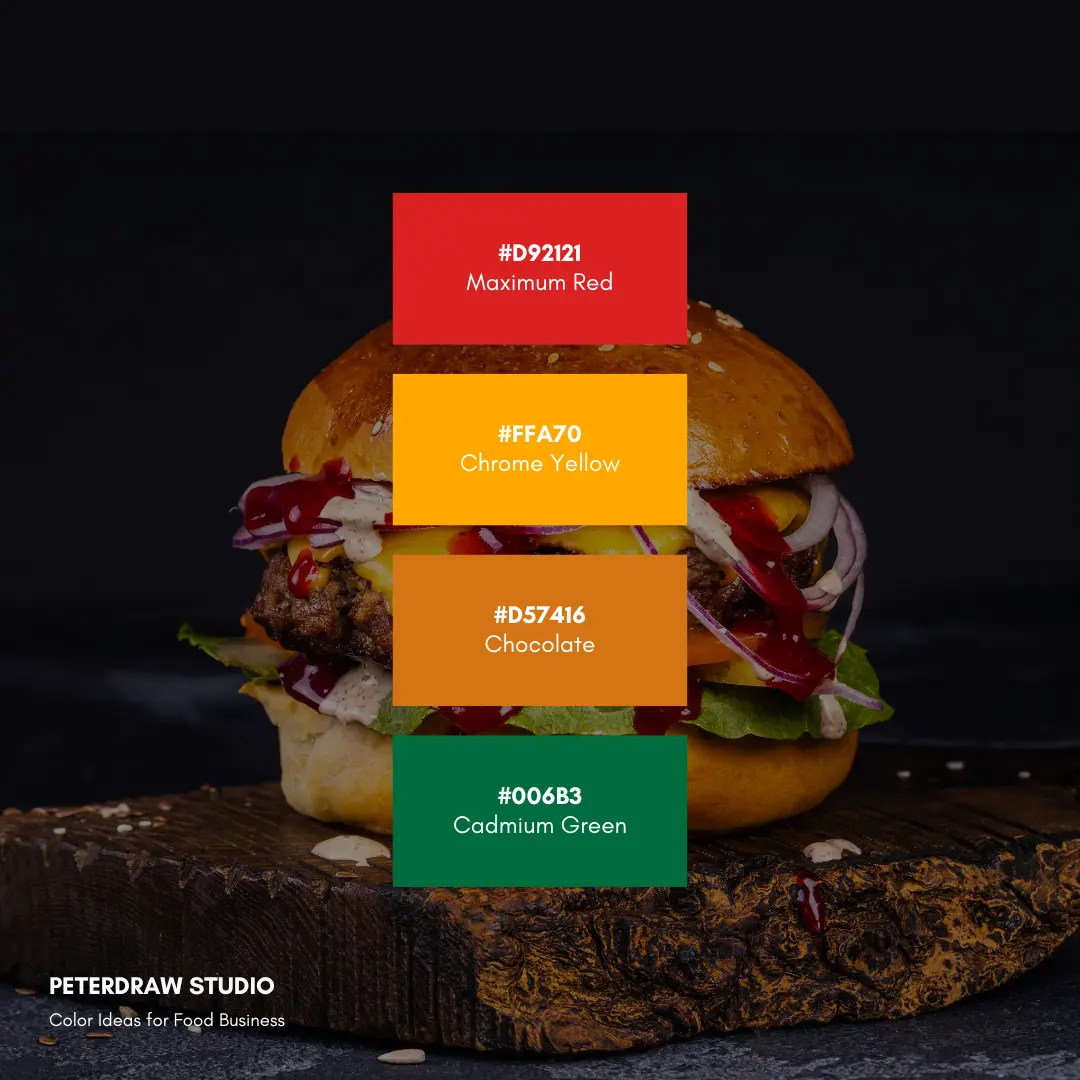 #D92121
Maximum Red
#FFA70
Chrome Yellow
#D57416
Chocolate
#006B3
Cadmium Green
PETERDRAW STUDIO
Color Ideas for Food Business